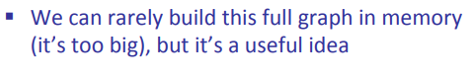 ▪ We can rarely build this full graph in memory
(it’s too big), but it’s a useful idea